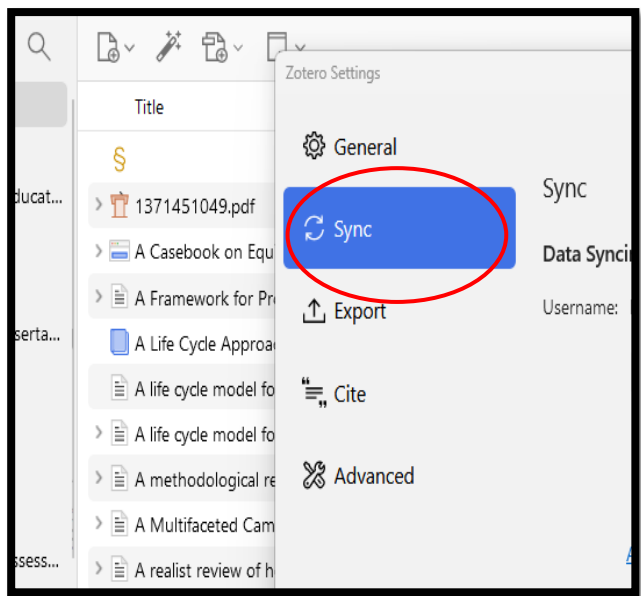 Zotero Settings
Title
§
ducat...
1371451049.pdf
A Casebook on Equ
A Framework for Pr
serta...
A Life Cycle Approa
A life cycle model fo
A life cycle model fo
A methodological re
A Multifaceted Cam
ssess...
A realist review of h
General
Sync
Export
Cite
Advanced
Sync
Data Syncin
Username:
A